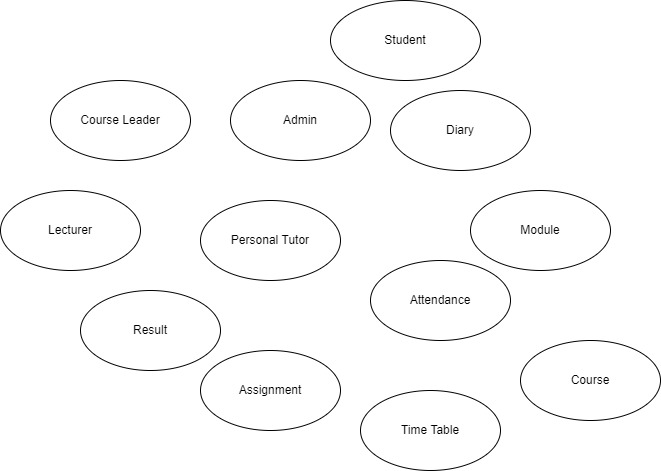 Student
Course Leader
Admin
Diary
Lecturer
Personal Tutor
Module
Attendance
Result
Assignment
Course
Time Table